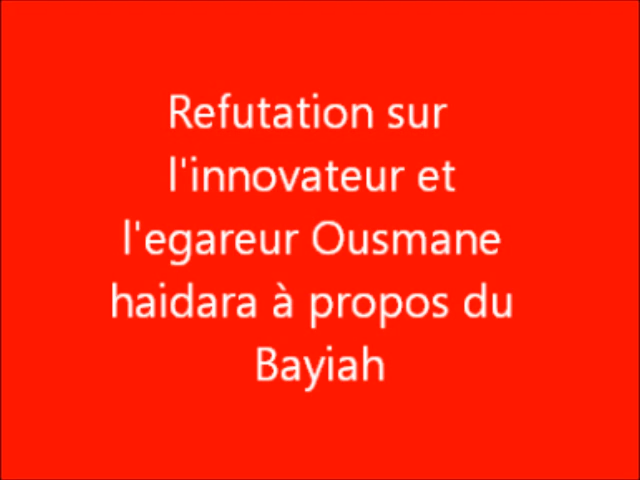 Refutation sur
l'innovateur et
l'egareur Ousmane
haidara à propos du
Bayiah